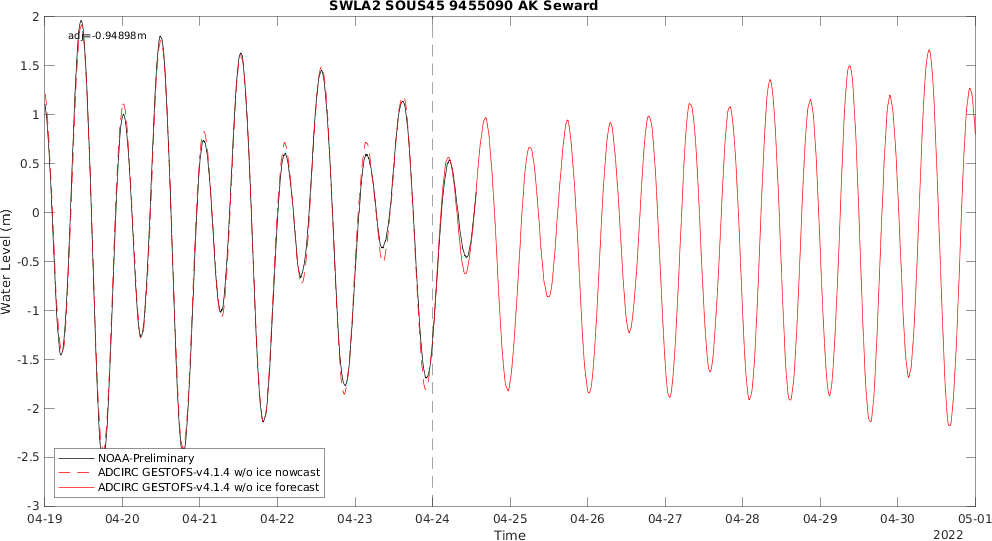 SWLA2 SOUS45 9455090 AK Seward
adj=-0.94898m
Water Level (m)
2
1.5
1
0.5
0
-0.5
-1
-1.5
-2
-2.5
-3
NOAA-Preliminary
ADCIRC GESTOFS-v4.1.4 w/o ice nowcast
ADCIRC GESTOFS-v4.1.4 w/o ice forecast
04-19 04-20 04-21 04-22 04-23 04-24 04-25 04-26 04-27 04-28 04-29 04-30 05-01
Time
2022